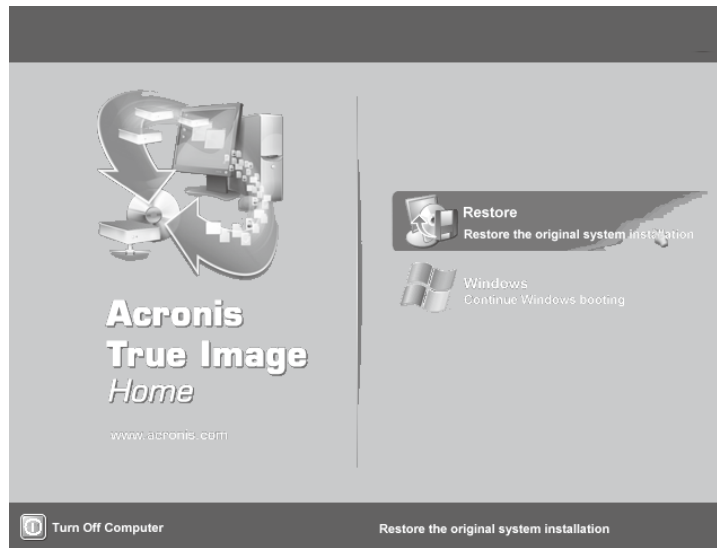 Acronis
True Image
Home
www.acronis.com
Restore
Restore the original system installation
Windows
Continue Windows booting
Turn Off Computer
Restore the original system installation